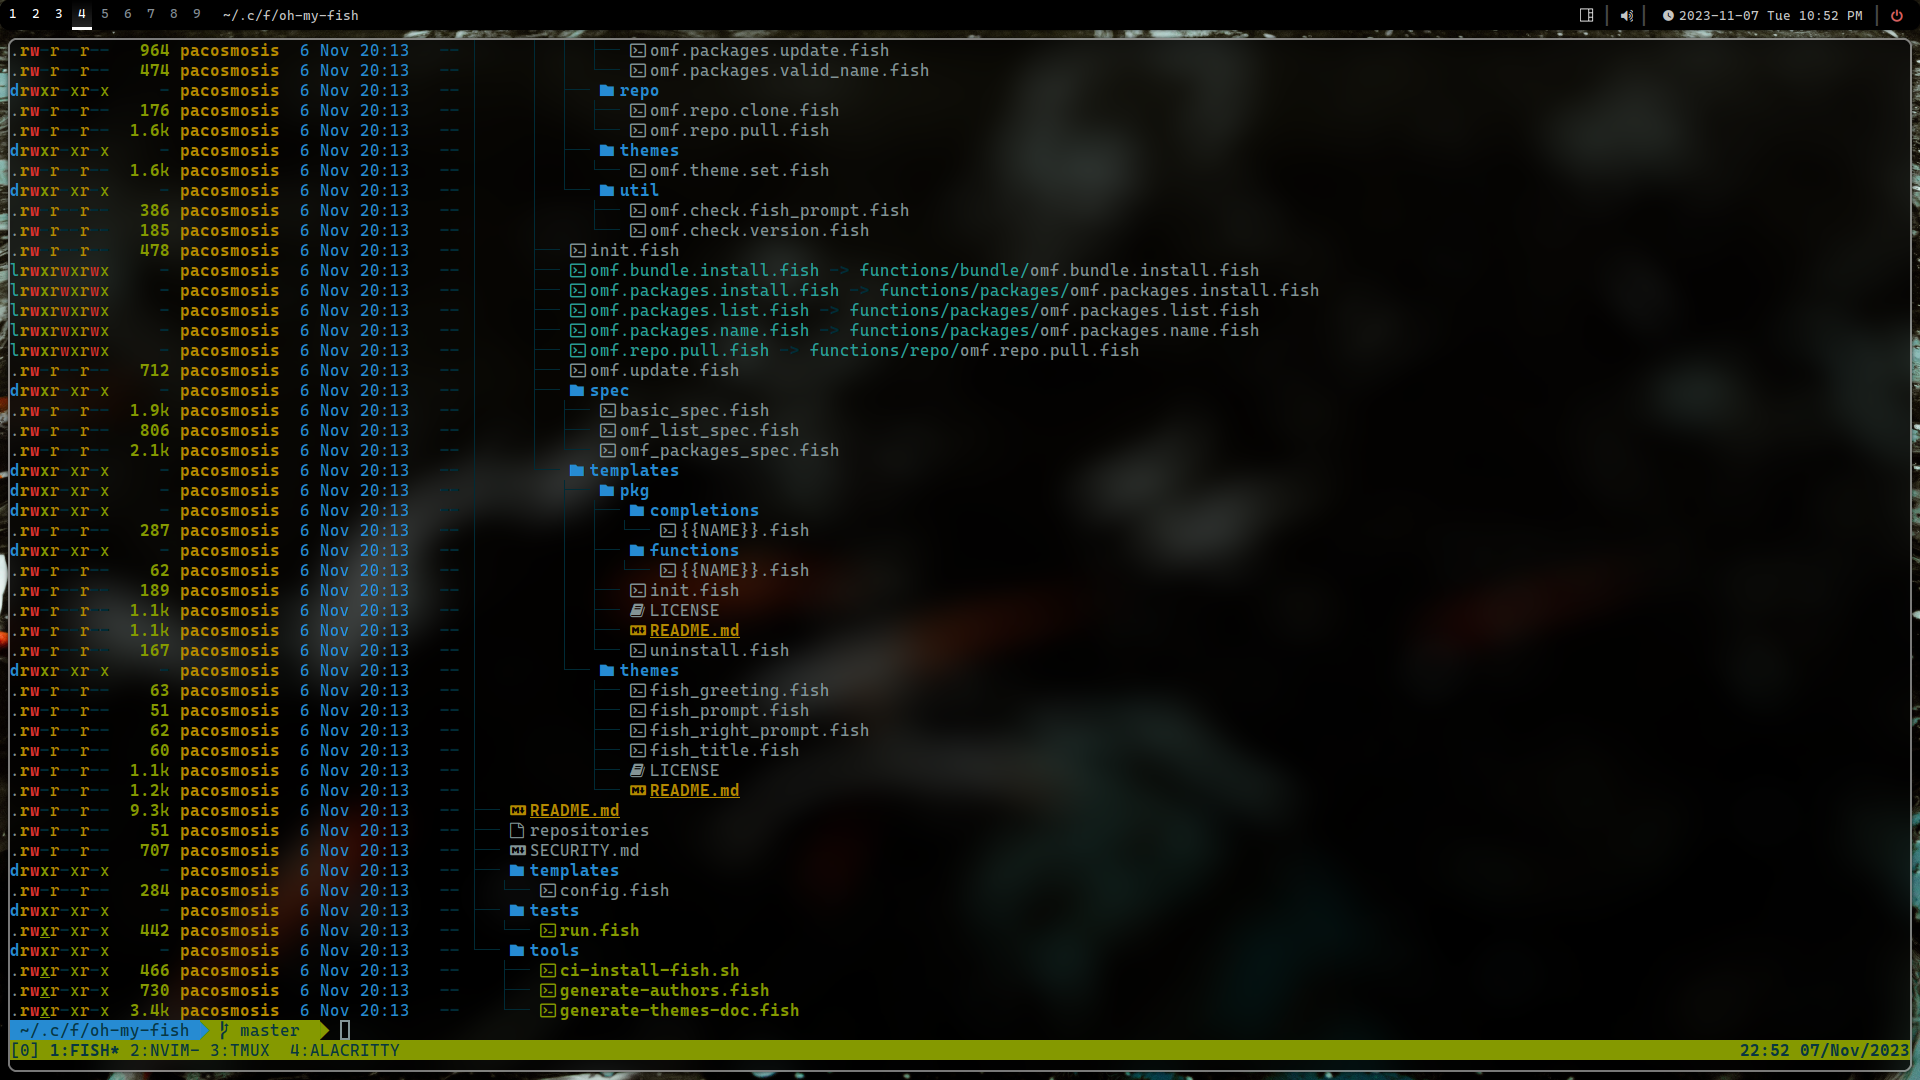 1 2 3 4 5 6 7 8 9 ~/.c/f/oh-my-fish 2023-11-07 Tue 10:52 PM
.rw-r--r-- 964 pacosmosis 6 Nov 20:13 -- omf.packages.update.fish
.rw-r--r-- 474 pacosmosis 6 Nov 20:13 -- omf.packages.valid_name.fish
drwxr-xr-x - pacosmosis 6 Nov 20:13 -- repo
.rw-r--r-- 176 pacosmosis 6 Nov 20:13 -- omf.repo.clone.fish
.rw-r--r-- 1.6k pacosmosis 6 Nov 20:13 -- omf.repo.pull.fish
drwxr-xr-x - pacosmosis 6 Nov 20:13 -- themes
.rw-r--r-- 1.6k pacosmosis 6 Nov 20:13 -- omf.theme.set.fish
drwxr-xr-x - pacosmosis 6 Nov 20:13 -- util
.rw-r--r-- 386 pacosmosis 6 Nov 20:13 -- omf.check.fish_prompt.fish
.rw-r--r-- 185 pacosmosis 6 Nov 20:13 -- omf.check.version.fish
.rw-r--r-- 478 pacosmosis 6 Nov 20:13 -- init.fish
lrwxrwxrwx - pacosmosis 6 Nov 20:13 -- omf.bundle.install.fish -> functions/bundle/omf.bundle.install.fish
lrwxrwxrwx - pacosmosis 6 Nov 20:13 -- omf.packages.install.fish -> functions/packages/omf.packages.install.fish
lrwxrwxrwx - pacosmosis 6 Nov 20:13 -- omf.packages.list.fish -> functions/packages/omf.packages.list.fish
lrwxrwxrwx - pacosmosis 6 Nov 20:13 -- omf.packages.name.fish -> functions/packages/omf.packages.name.fish
lrwxrwxrwx - pacosmosis 6 Nov 20:13 -- omf.repo.pull.fish -> functions/repo/omf.repo.pull.fish
.rw-r--r-- 712 pacosmosis 6 Nov 20:13 -- omf.update.fish
drwxr-xr-x - pacosmosis 6 Nov 20:13 -- spec
.rw-r--r-- 1.9k pacosmosis 6 Nov 20:13 -- basic_spec.fish
.rw-r--r-- 806 pacosmosis 6 Nov 20:13 -- omf_list_spec.fish
.rw-r--r-- 2.1k pacosmosis 6 Nov 20:13 -- omf_packages_spec.fish
drwxr-xr-x - pacosmosis 6 Nov 20:13 -- templates
drwxr-xr-x - pacosmosis 6 Nov 20:13 -- pkg
drwxr-xr-x - pacosmosis 6 Nov 20:13 -- completions
.rw-r--r-- 287 pacosmosis 6 Nov 20:13 -- {{NAME}}.fish
drwxr-xr-x - pacosmosis 6 Nov 20:13 -- functions
.rw-r--r-- 62 pacosmosis 6 Nov 20:13 -- {{NAME}}.fish
.rw-r--r-- 189 pacosmosis 6 Nov 20:13 -- init.fish
.rw-r--r-- 1.1k pacosmosis 6 Nov 20:13 -- LICENSE
.rw-r--r-- 1.1k pacosmosis 6 Nov 20:13 -- README.md
.rw-r--r-- 167 pacosmosis 6 Nov 20:13 -- uninstall.fish
drwxr-xr-x - pacosmosis 6 Nov 20:13 -- themes
.rw-r--r-- 63 pacosmosis 6 Nov 20:13 -- fish_greeting.fish
.rw-r--r-- 51 pacosmosis 6 Nov 20:13 -- fish_prompt.fish
.rw-r--r-- 62 pacosmosis 6 Nov 20:13 -- fish_right_prompt.fish
.rw-r--r-- 60 pacosmosis 6 Nov 20:13 -- fish_title.fish
.rw-r--r-- 1.1k pacosmosis 6 Nov 20:13 -- LICENSE
.rw-r--r-- 1.2k pacosmosis 6 Nov 20:13 -- README.md
.rw-r--r-- 9.3k pacosmosis 6 Nov 20:13 -- README.md
.rw-r--r-- 51 pacosmosis 6 Nov 20:13 -- repositories
.rw-r--r-- 707 pacosmosis 6 Nov 20:13 -- SECURITY.md
drwxr-xr-x - pacosmosis 6 Nov 20:13 -- templates
.rw-r--r-- 284 pacosmosis 6 Nov 20:13 -- config.fish
drwxr-xr-x - pacosmosis 6 Nov 20:13 -- tests
.rwxr-xr-x 442 pacosmosis 6 Nov 20:13 -- run.fish
drwxr-xr-x - pacosmosis 6 Nov 20:13 -- tools
.rwxr-xr-x 466 pacosmosis 6 Nov 20:13 -- ci-install-fish.sh
.rwxr-xr-x 730 pacosmosis 6 Nov 20:13 -- generate-authors.fish
.rwxr-xr-x 3.4k pacosmosis 6 Nov 20:13 -- generate-themes-doc.fish
~/.c/f/oh-my-fish master
[0] 1:FISH* 2:NVIM- 3:TMUX 4:ALACRITTY 22:52 07/Nov/2023